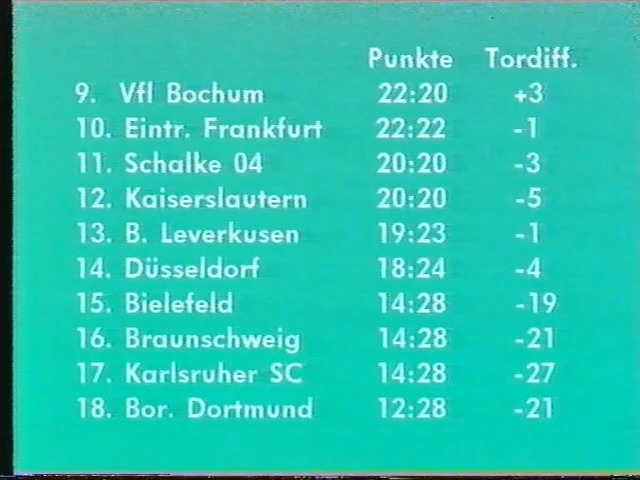 Punkte Tordiff.
9. Vfl Bochum 22:20 +3
10. Eintr. Frankfurt 22:22 -1
11. Schalke 04 20:20 -3
12. Kaiserslautern 20:20 -5
13. B. Leverkusen 19:23 -1
14. Düsseldorf 18:24 -4
15. Bielefeld 14:28 -19
16. Braunschweig 14:28 -21
17. Karlsruher SC 14:28 -27
18. Bor. Dortmund 12:28 -21